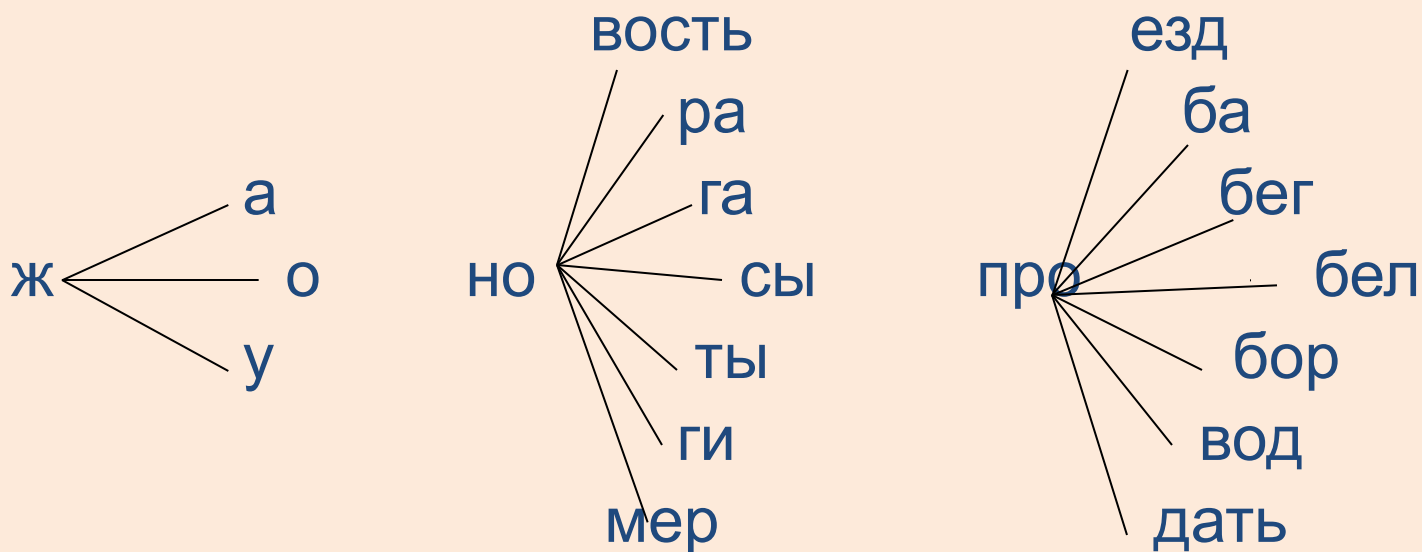 ж
а
о
у
но
вость
ра
га
сы
ты
ги
мер
про
езд
ба
бег
бел
бор
вод
дать